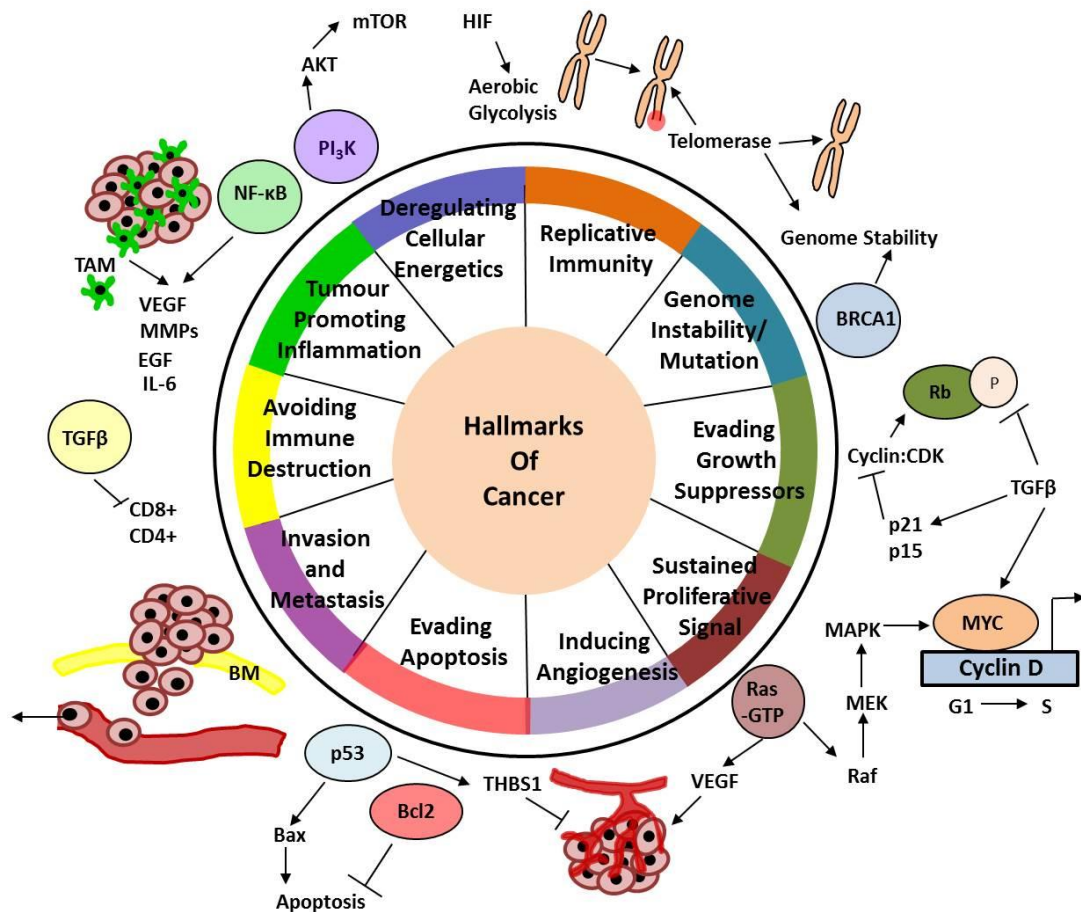 mTOR
HIF
AKT
Aerobic
Glycolysis
Telomerase
PI3K
NF-κB
TAM
VEGF
MMPs
EGF
IL-6
Genome Stability
BRCA1
Deregulating
Cellular
Energetics
Replicative
Immunity
Tumour
Promoting
Inflammation
Genome
Instability/
Mutation
Avoiding
Immune
Destruction
Hallmarks
Of
Cancer
Evading
Growth
Suppressors
Invasion
and
Metastasis
Sustained
Proliferative
Signal
Evading
Apoptosis
Inducing
Angiogenesis
Rb
P
Cyclin:CDK
TGFβ
p21
p15
TGFβ
CD8+
CD4+
MAPK
MYC
Cyclin D
G1
S
MEK
Raf
Ras
-GTP
VEGF
BM
p53
THBS1
Bcl2
Bax
Apoptosis